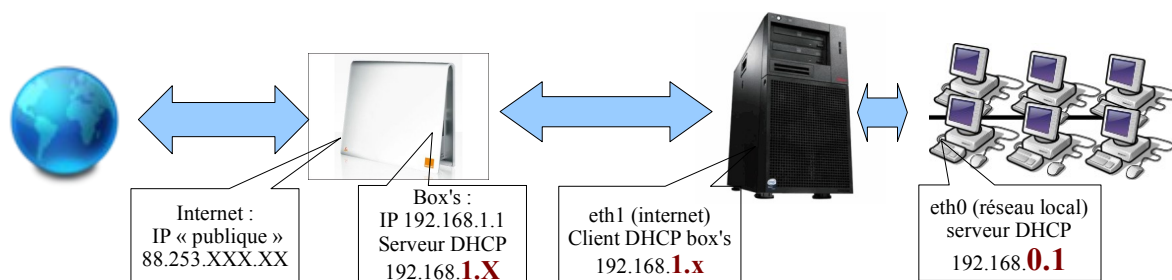 Internet :
IP « publique »
88.253.XXX.XX
Box's :
IP 192.168.1.1
Serveur DHCP
192.168.1.X
eth1 (internet)
Client DHCP box's
192.168.1.x
eth0 (réseau local)
serveur DHCP
192.168.0.1